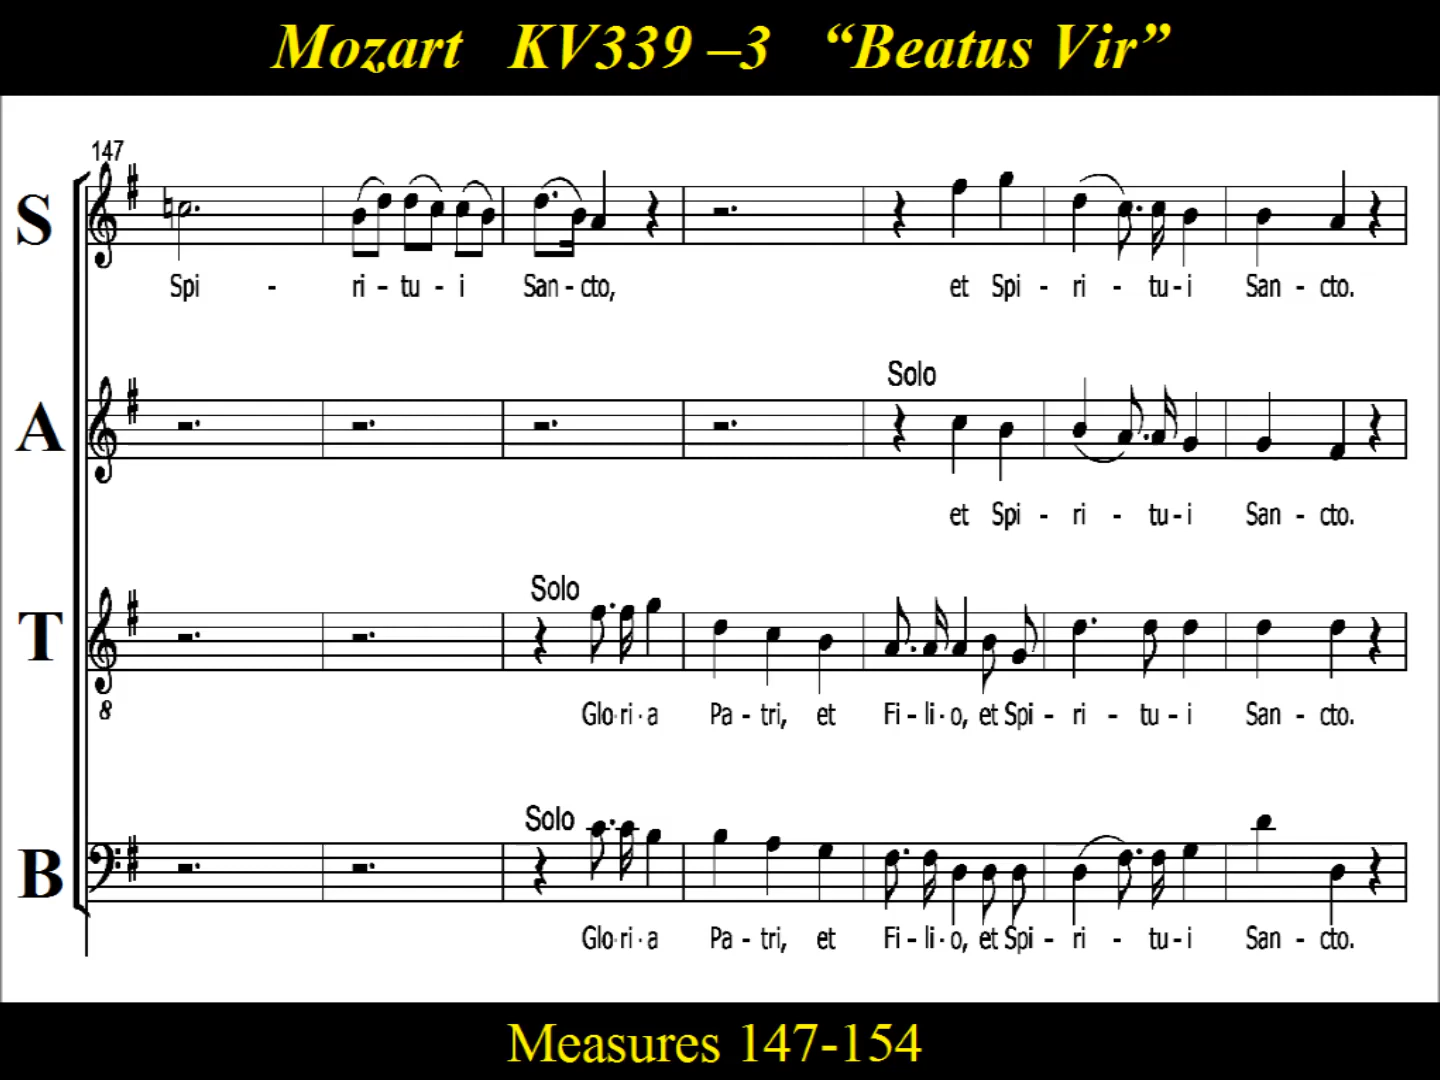 Mozart KV339 –3 “Beatus Vir”
147
S
Spi - ri - tu - i San - cto, et Spi - ri - tu - i San - cto.
Solo
A
et Spi - ri - tu - i San - cto.
Solo
T
8
Glo - ri - a Pa - tri, et Fi - li - o, et Spi - ri - tu - i San - cto.
Solo
B
Glo - ri - a Pa - tri, et Fi - li - o, et Spi - ri - tu - i San - cto.
Measures 147-154